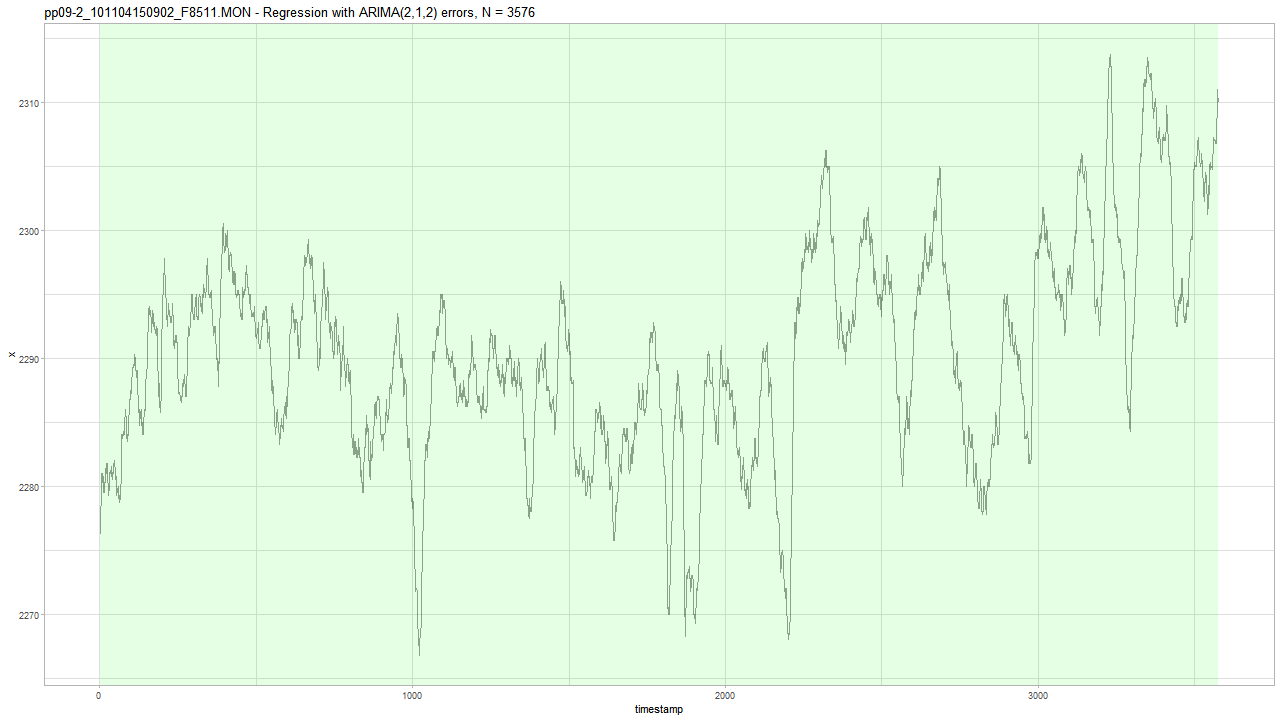 pp09-2_101104150902_F8511.MON - Regression with ARIMA(2,1,2) errors, N = 3576
2310
2300
x
2290
2280
2270
0 1000 2000 3000
timestamp